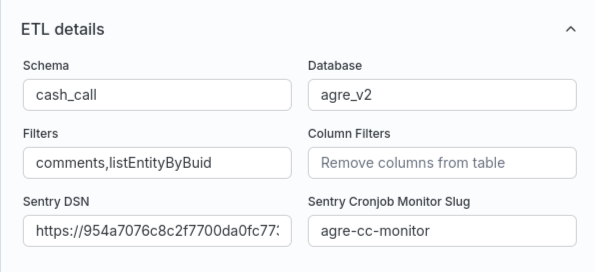 ETL details
Schema
Database
cash_call
agre_v2
Filters
Column Filters
comments,listEntityByBuid
Remove columns from table
Sentry DSN
Sentry Cronjob Monitor Slug
https://954a7076c8c2f7700da0fc77
agre-cc-monitor